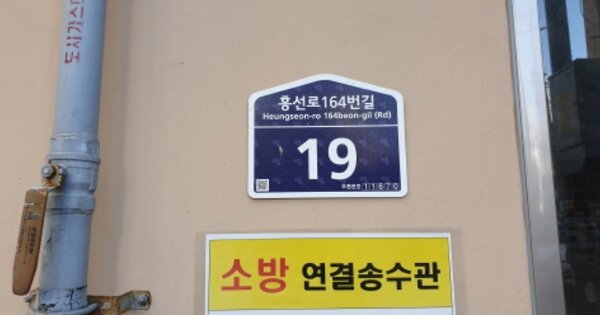 도시가스
흥선로164번길
Heungseon-ro 164beon-gil (Rd)
19
우편번호 11670
소방 연결송수관